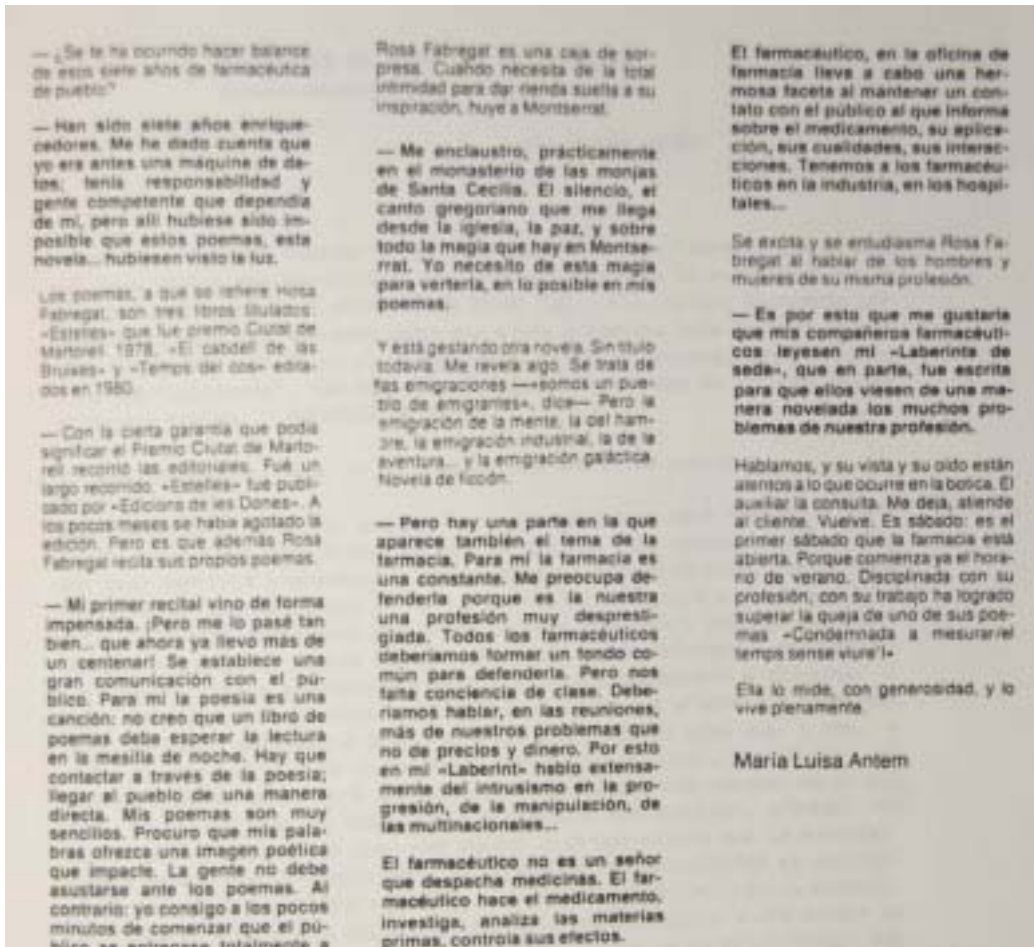 — ¿Se te ha ocurrido hacer balance
de esos siete años de farmacéutica
de pueblo?
— Han sido siete años enrique-
cedores. Me he dado cuenta que
yo era antes una máquina de da-
tos; tenía responsabilidad y
gente competente que dependía
de mí, pero allí hubiese sido im-
posible que estos poemas, esta
novela... hubiesen visto la luz.
Los poemas, a que se refiere Rosa
Fabregat, son tres libros titulados:
«Estelles» que fue premio Ciutat de
Martorell 1978, «El cabdell de las
Bruixes» y «Temps del cos» edita-
dos en 1980.
— Con la cierta garantía que podía
significar el Premio Ciutat de Marto-
rell recorrió las editoriales. Fué un
largo recorrido. «Estelles» fue publi-
cado por «Edicions de les Dones». A
los pocos meses se había agotado la
edición. Pero es que además Rosa
Fabregat recita sus propios poemas.
— Mi primer recital vino de forma
impensada. ¡Pero me lo pasé tan
bien... que ahora ya llevo más de
un centenar! Se establece una
gran comunicación con el pú-
blico. Para mí la poesía es una
canción: no creo que un libro de
poemas deba esperar la lectura
en la mesilla de noche. Hay que
contactar a través de la poesía;
llegar al pueblo de una manera
directa. Mis poemas son muy
sencillos. Procuro que mis pala-
bras ofrezca una imagen poética
que impacte. La gente no debe
asustarse ante los poemas. Al
contrario: yo consigo a los pocos
minutos de comenzar que el pú-
blico se entregase totalmente a
Rosa Fabregat es una caja de sor-
presa. Cuando necesita de la total
intimidad para dar rienda suelta a su
inspiración, huye a Montserrat.
— Me enclaustro, prácticamente
en el monasterio de las monjas
de Santa Cecilia. El silencio, el
canto gregoriano que me llega
desde la iglesia, la paz, y sobre
todo la magia que hay en Montse-
rrat. Yo necesito de esta magia
para verterla, en lo posible en mis
poemas.
Y está gestando otra novela. Sin título
todavía. Me revela algo. Se trata de
las emigraciones —«somos un pue-
blo de emigrantes», dice— Pero la
emigración de la mente, la del ham-
bre, la emigración industrial, la de la
aventura... y la emigración galáctica.
Novela de ficción.
— Pero hay una parte en la que
aparece también el tema de la
farmacia. Para mí la farmacia es
una constante. Me preocupa de-
fenderla porque es la nuestra
una profesión muy despresti-
giada. Todos los farmacéuticos
deberíamos formar un fondo co-
mún para defenderla. Pero nos
falta conciencia de clase. Debe-
ríamos hablar, en las reuniones,
más de nuestros problemas que
no de precios y dinero. Por esto
en mi «Laberint» hablo extensa-
mente del intrusismo en la pro-
gresión, de la manipulación, de
las multinacionales...
El farmacéutico no es un señor
que despacha medicinas. El far-
macéutico hace el medicamento,
investiga, analiza las materias
primas, controla sus efectos.
El farmacéutico, en la oficina de
farmacia lleva a cabo una her-
mosa faceta al mantener un con-
tato con el público al que informa
sobre el medicamento, su aplica-
ción, sus cualidades, sus interac-
ciones. Tenemos a los farmacéu-
ticos en la industria, en los hospi-
tales...
Se excita y se entudiasma Rosa Fa-
bregat al hablar de los hombres y
mujeres de su misma profesión.
— Es por esto que me gustaría
que mis compañeros farmacéuti-
cos leyesen mi «Laberinto de
seda», que en parte, fue escrita
para que ellos viesen de una ma-
nera novelada los muchos pro-
blemas de nuestra profesión.
Hablamos, y su vista y su oído están
atentos a lo que ocurre en la botica. El
auxiliar la consulta. Me deja, atiende
al cliente. Vuelve. Es sábado: es el
primer sábado que la farmacia está
abierta. Porque comienza ya el hora-
rio de verano. Disciplinada con su
profesión, con su trabajo ha logrado
superar la queja de uno de sus poe-
mas «Condemnada a mesurar/el
temps sense viure'l»
Ella lo mide, con generosidad, y lo
vive plenamente.
María Luisa Antem